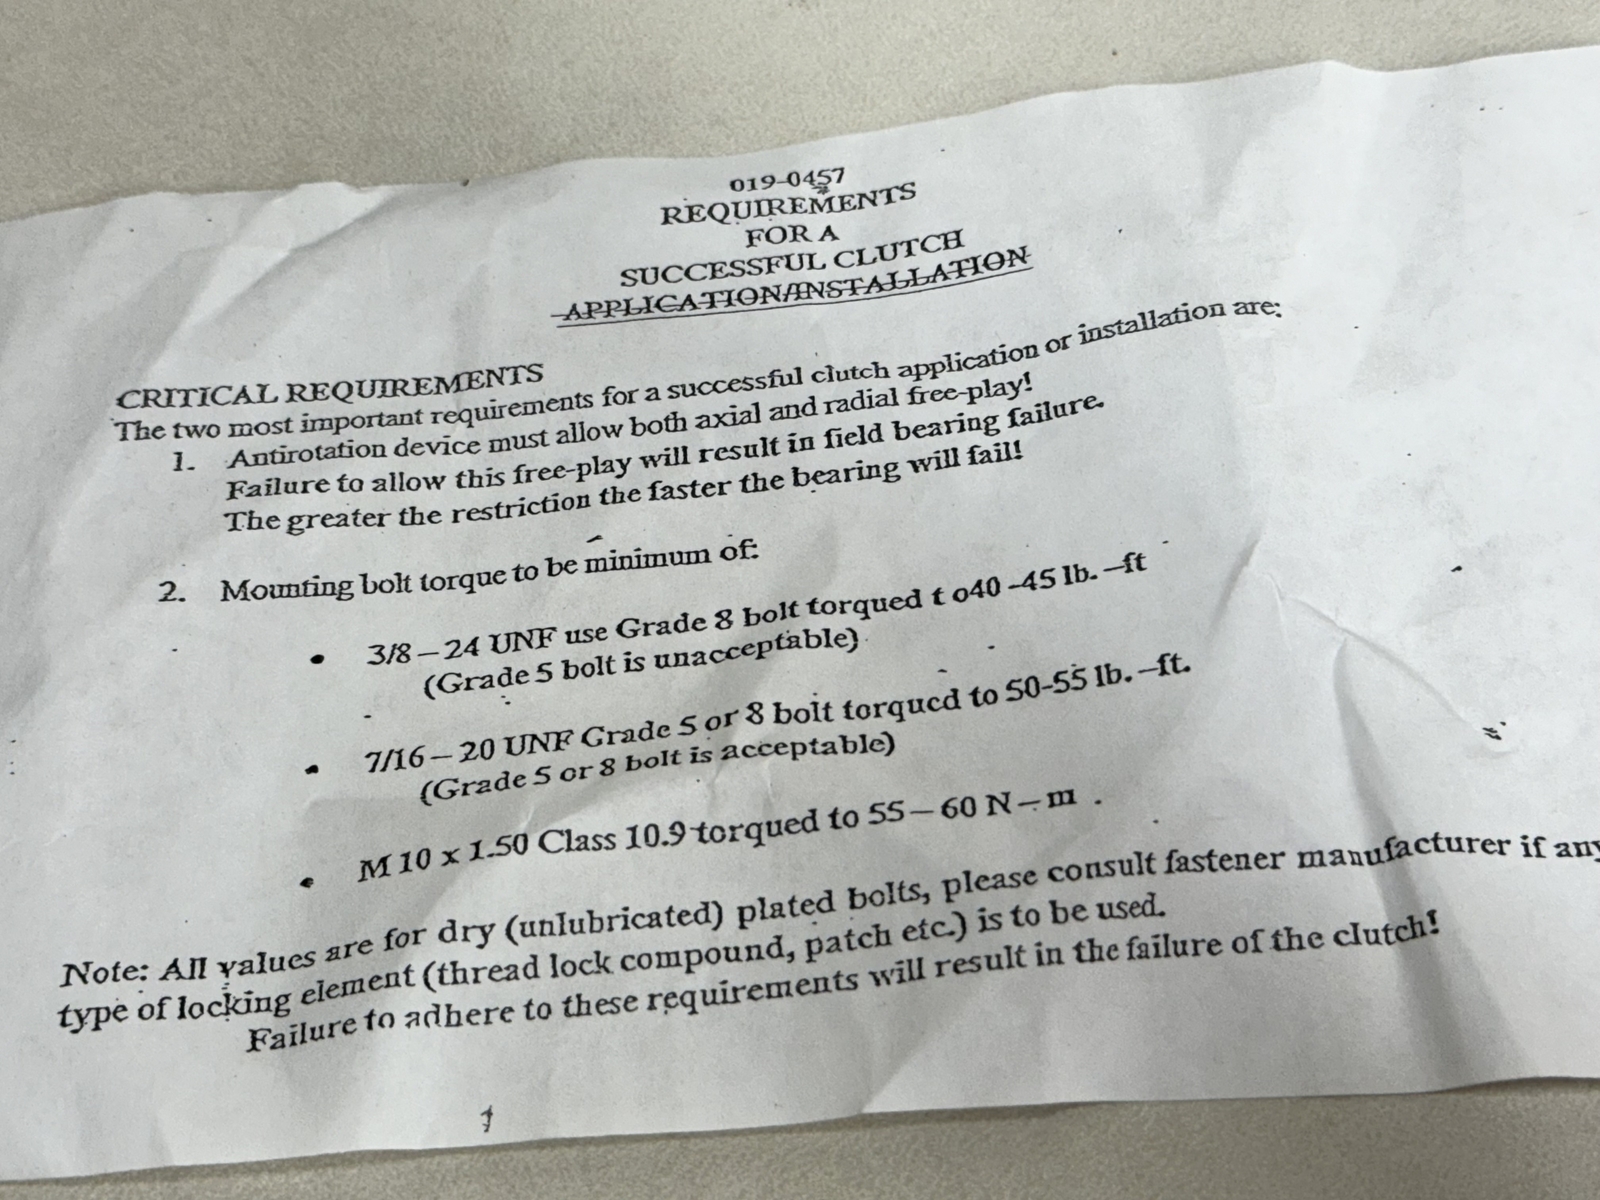 019-0457
REQUIREMENTS
FOR A
SUCCESSFUL CLUTCH
APPLICATION/INSTALLATION
CRITICAL REQUIREMENTS
The two most important requirements for a successful clutch application or installation are:
1. Antirotation device must allow both axial and radial free-play!
Failure to allow this free-play will result in field bearing failure.
The greater the restriction the faster the bearing will fail!
2. Mounting bolt torque to be minimum of:
• 3/8 – 24 UNF use Grade 8 bolt torqued t o40 -45 lb. –ft
(Grade 5 bolt is unacceptable)
• 7/16 – 20 UNF Grade 5 or 8 bolt torqued to 50-55 lb. –ft.
(Grade 5 or 8 bolt is acceptable)
• M 10 x 1.50 Class 10.9 torqued to 55 – 60 N – m .
Note: All values are for dry (unlubricated) plated bolts, please consult fastener manufacturer if any
type of locking element (thread lock compound, patch etc.) is to be used.
Failure to adhere to these requirements will result in the failure of the clutch!